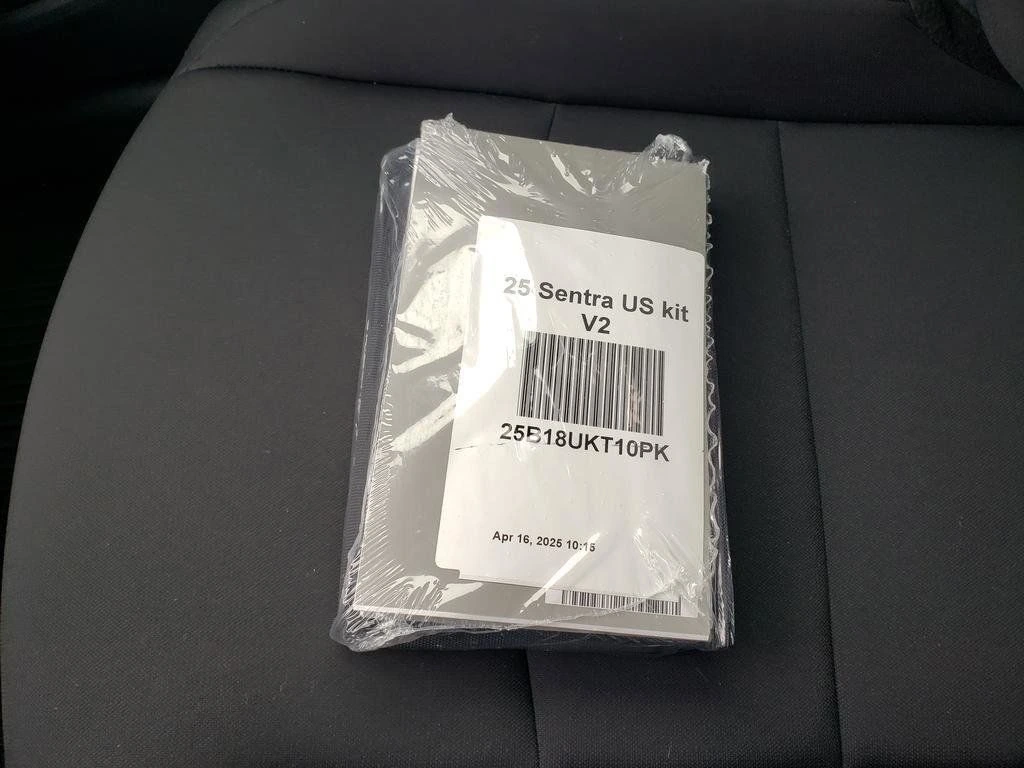 25 Sentra US kit
V2
25B18UKT10PK
Apr 16, 2025 10:15